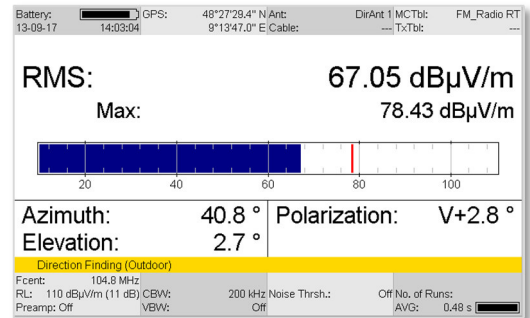 Battery: GPS: 48°27'29.4" N Ant: DirAnt 1 MCTbl: FM_Radio RT
13-09-17 14:03:04 9°13'47.0" E Cable: --- TxTbl: ---
RMS: 67.05 dBµV/m
Max: 78.43 dBµV/m
20 40 60 80 100
Azimuth: 40.8 ° Polarization: V+2.8 °
Elevation: 2.7 °
Direction Finding (Outdoor)
Fcent: 104.8 MHz
RL: 110 dBµV/m (11 dB) CBW: 200 kHz Noise Thrsh.: Off No. of Runs:
Preamp: Off VBW: Off AVG: 0.48 s